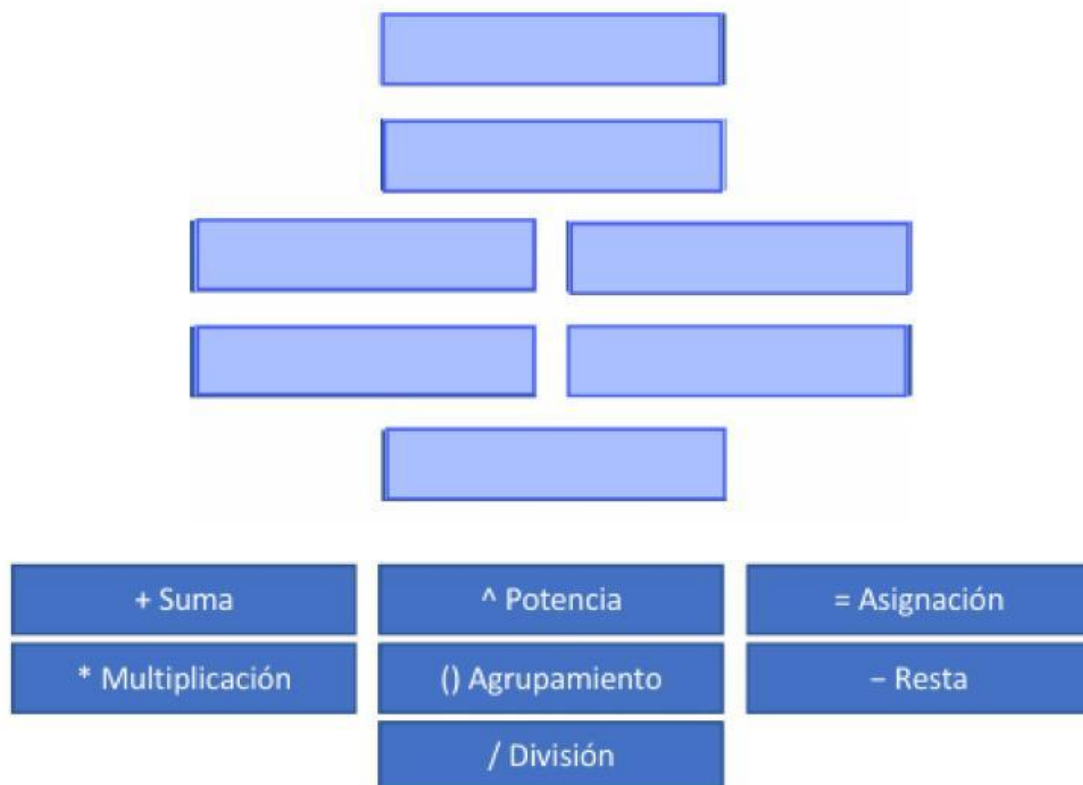 + Suma
^ Potencia
= Asignación
* Multiplicación
() Agrupamiento
– Resta
/ División